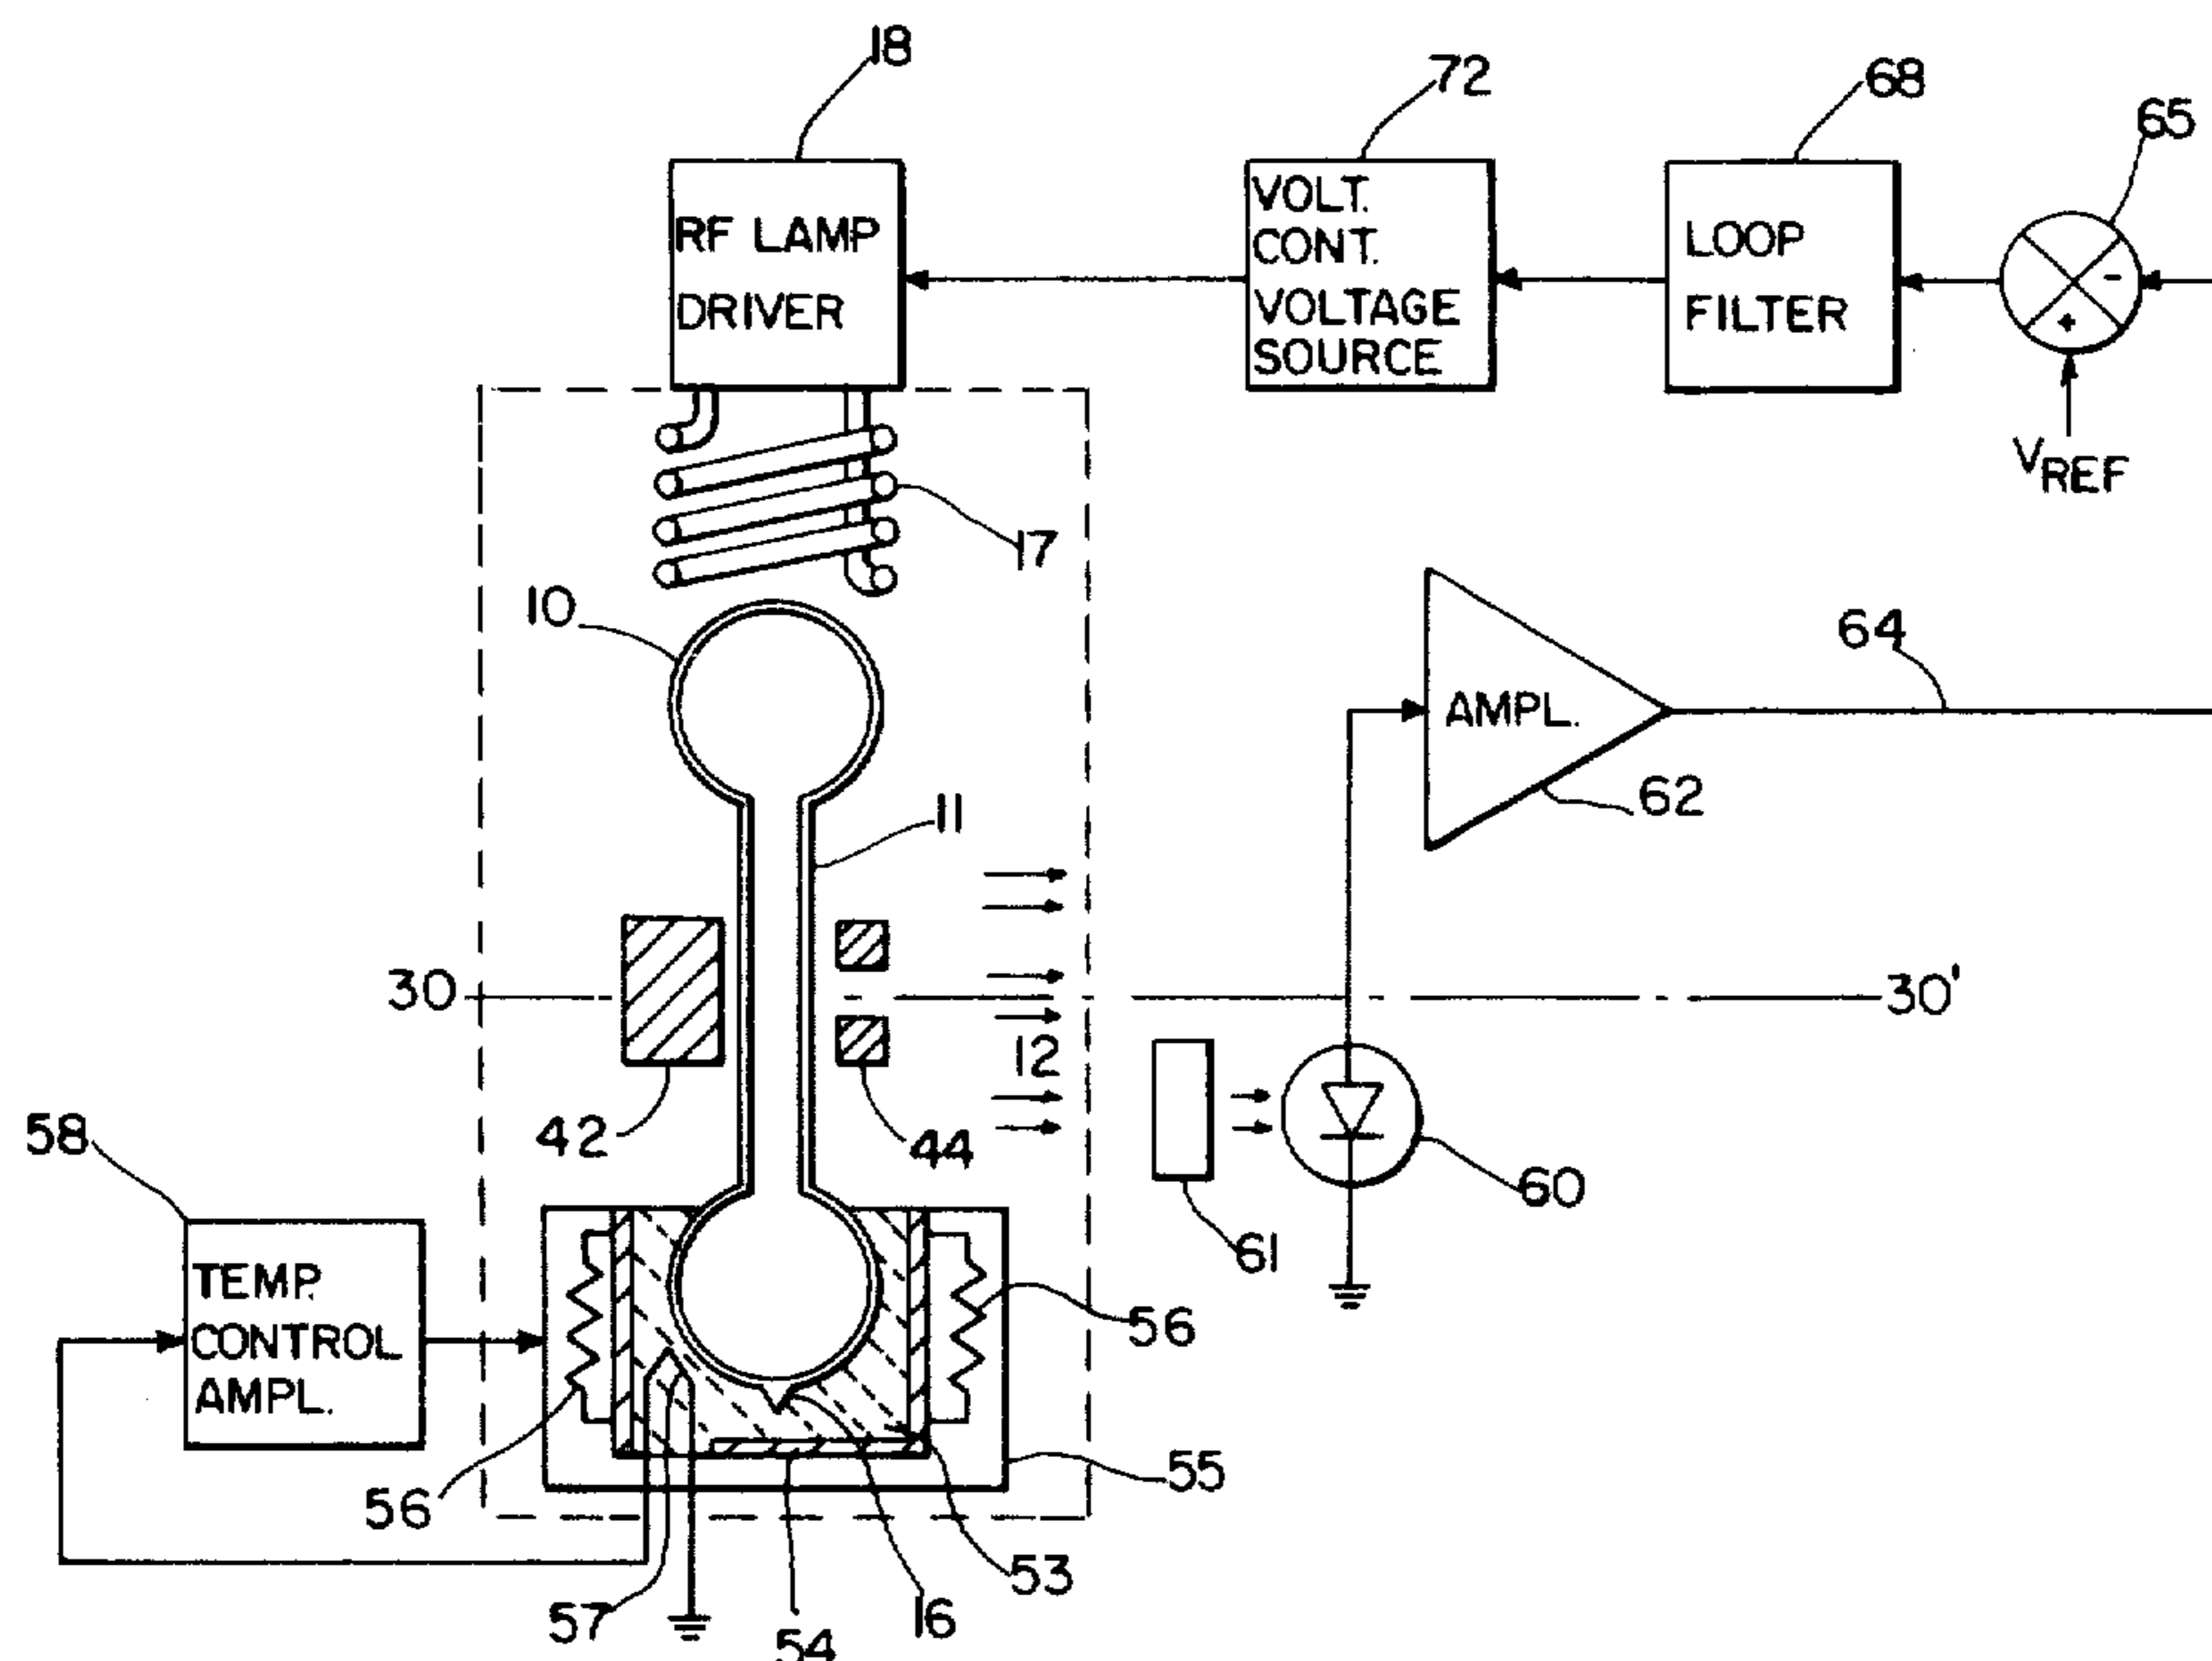 18
72
68
65
RF LAMP
DRIVER
VOLT.
CONT.
VOLTAGE
SOURCE
LOOP
FILTER
-
+
VREF
17
10
64
AMPL.
62
11
30
30'
12
42
44
58
60
61
TEMP.
CONTROL
AMPL.
56
56
55
53
57
16
54